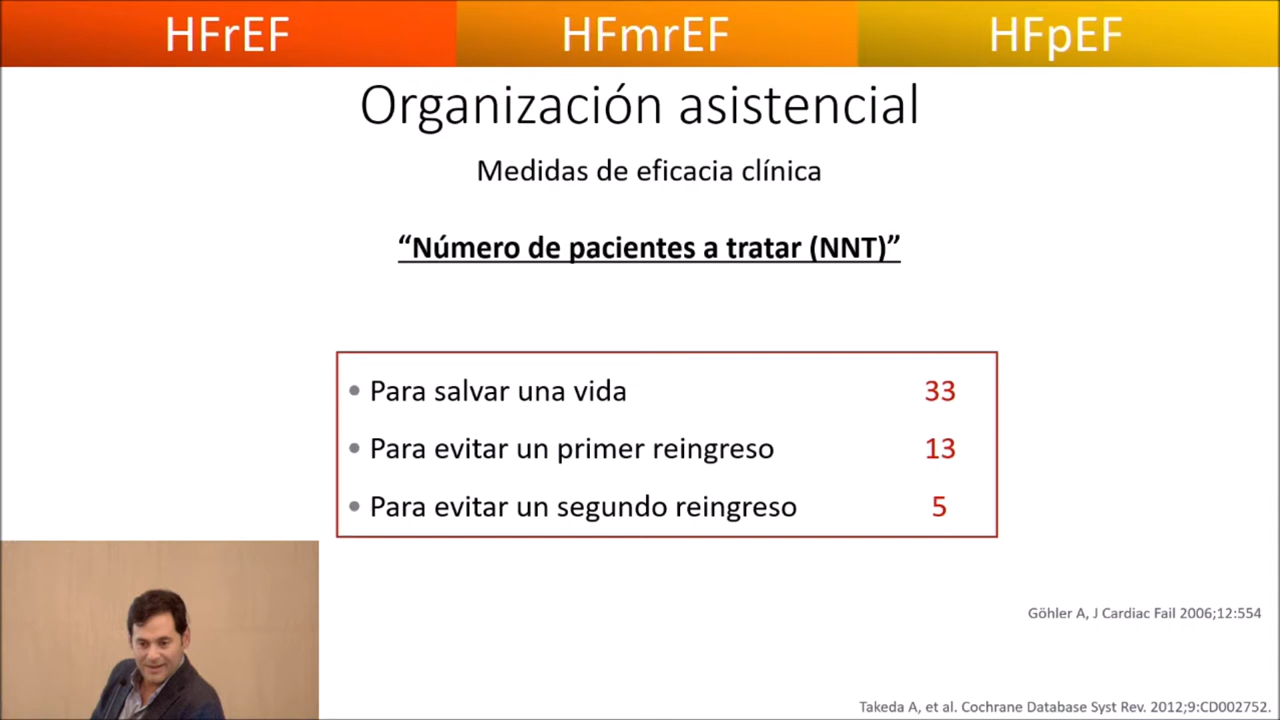 HFrEF HFmrEF HFpEF
Organización asistencial
Medidas de eficacia clínica
“Número de pacientes a tratar (NNT)”
• Para salvar una vida 33
• Para evitar un primer reingreso 13
• Para evitar un segundo reingreso 5
Göhler A, J Cardiac Fail 2006;12:554
Takeda A, et al. Cochrane Database Syst Rev. 2012;9:CD002752.